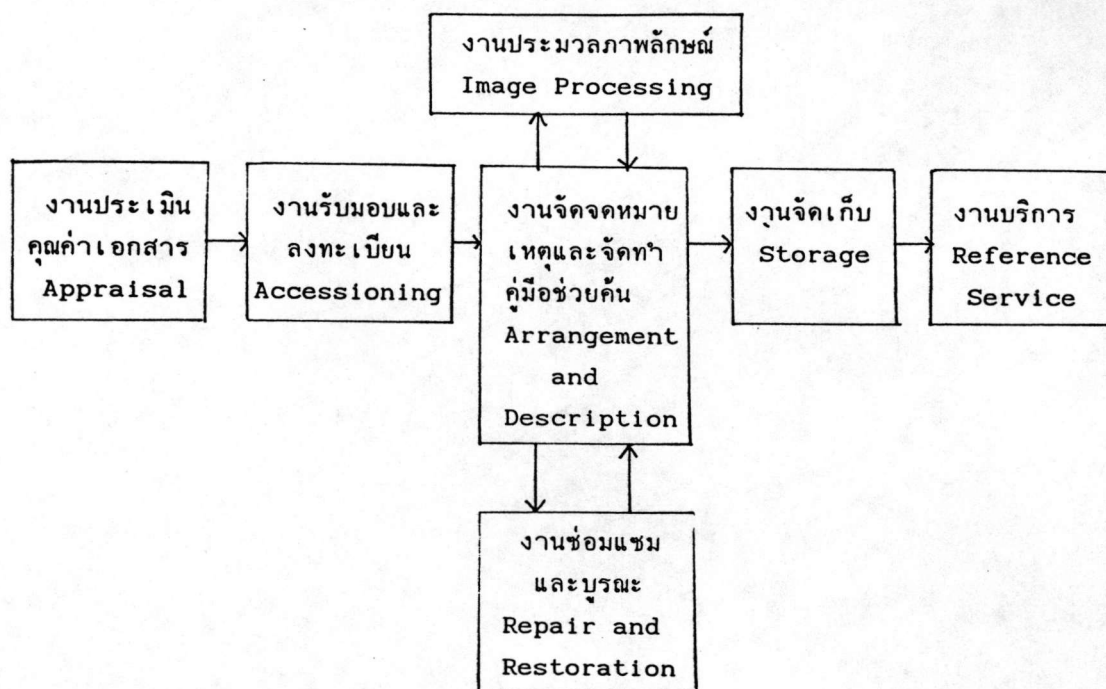 งานประมวลภาพลักษณ์
Image Processing
งานประเมิน
คุณค่าเอกสาร
Appraisal
งานรับมอบและ
ลงทะเบียน
Accessioning
งานจัดจดหมาย
เหตุและจัดทำ
คู่มือช่วยค้น
Arrangement
and
Description
งานจัดเก็บ
Storage
งานบริการ
Reference
Service
งานซ่อมแซม
และบูรณะ
Repair and
Restoration